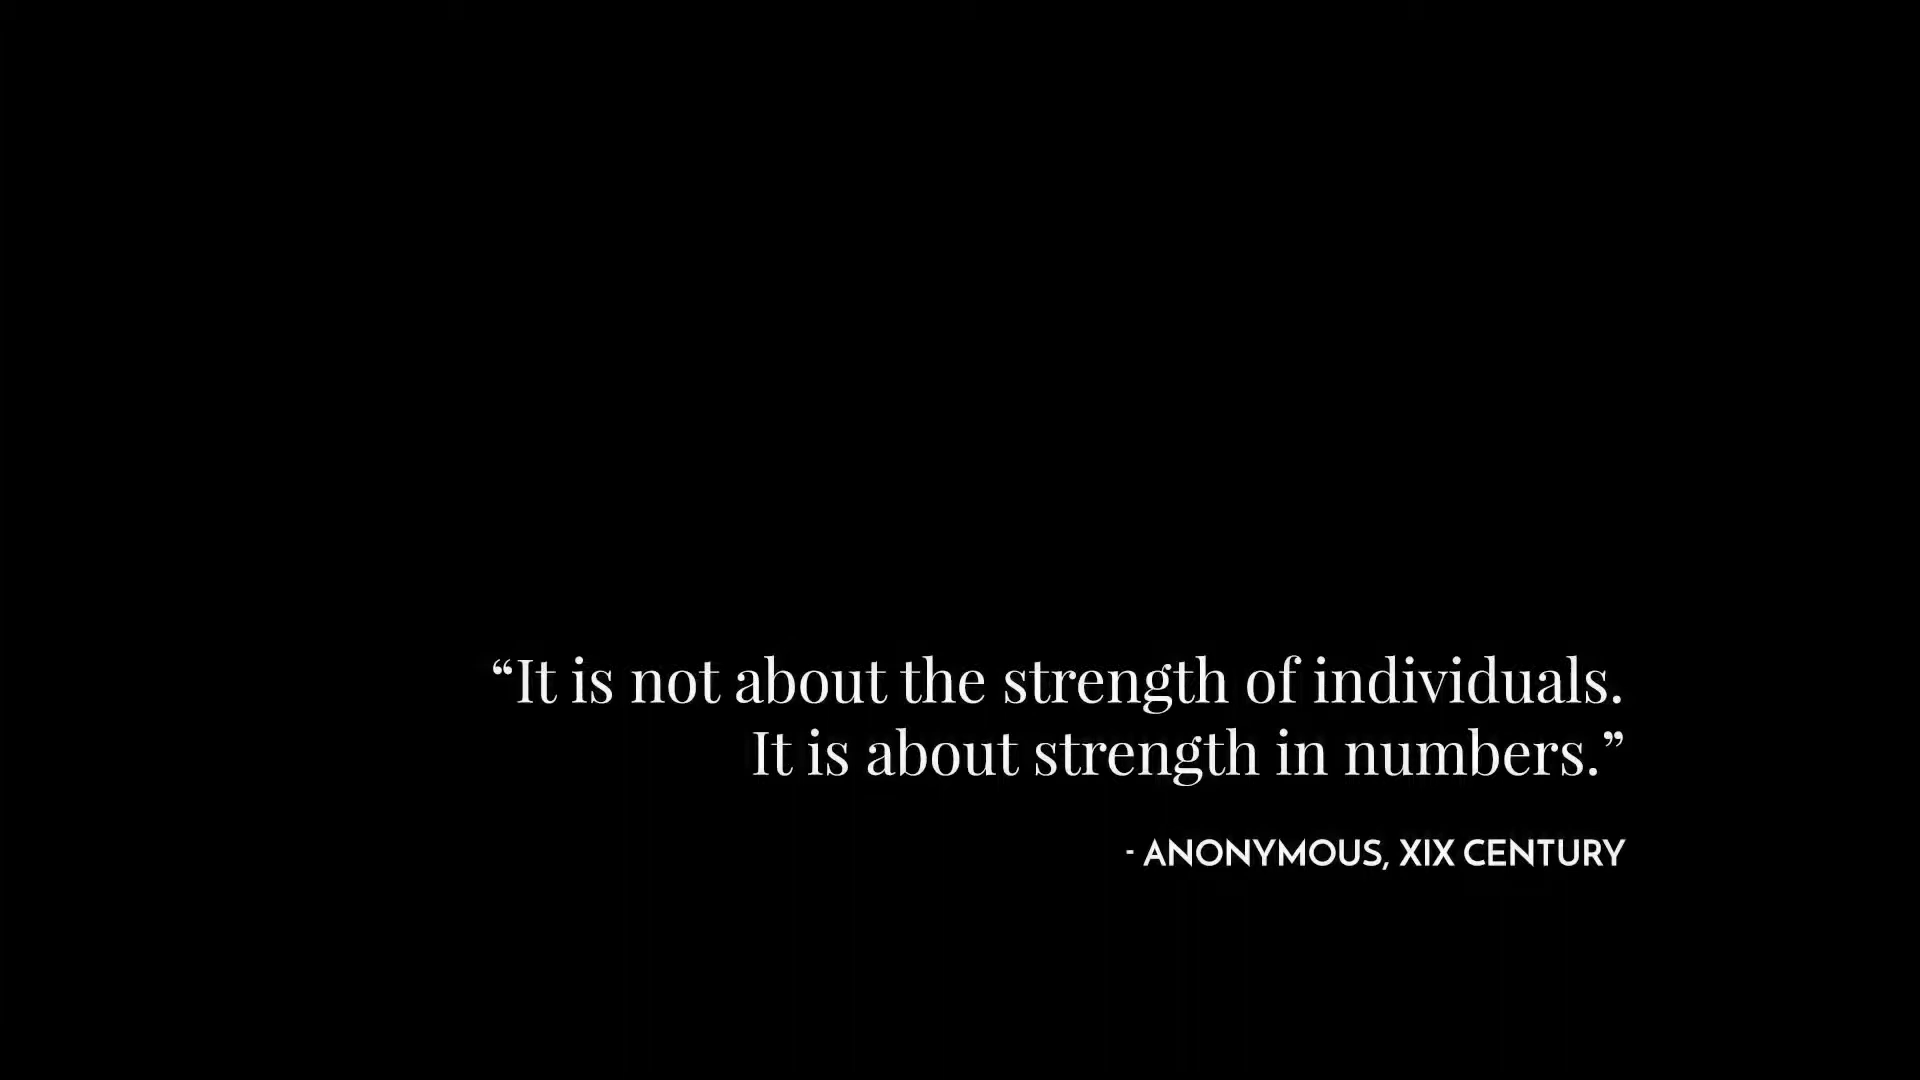 “It is not about the strength of individuals.
It is about strength in numbers.”
- ANONYMOUS, XIX CENTURY